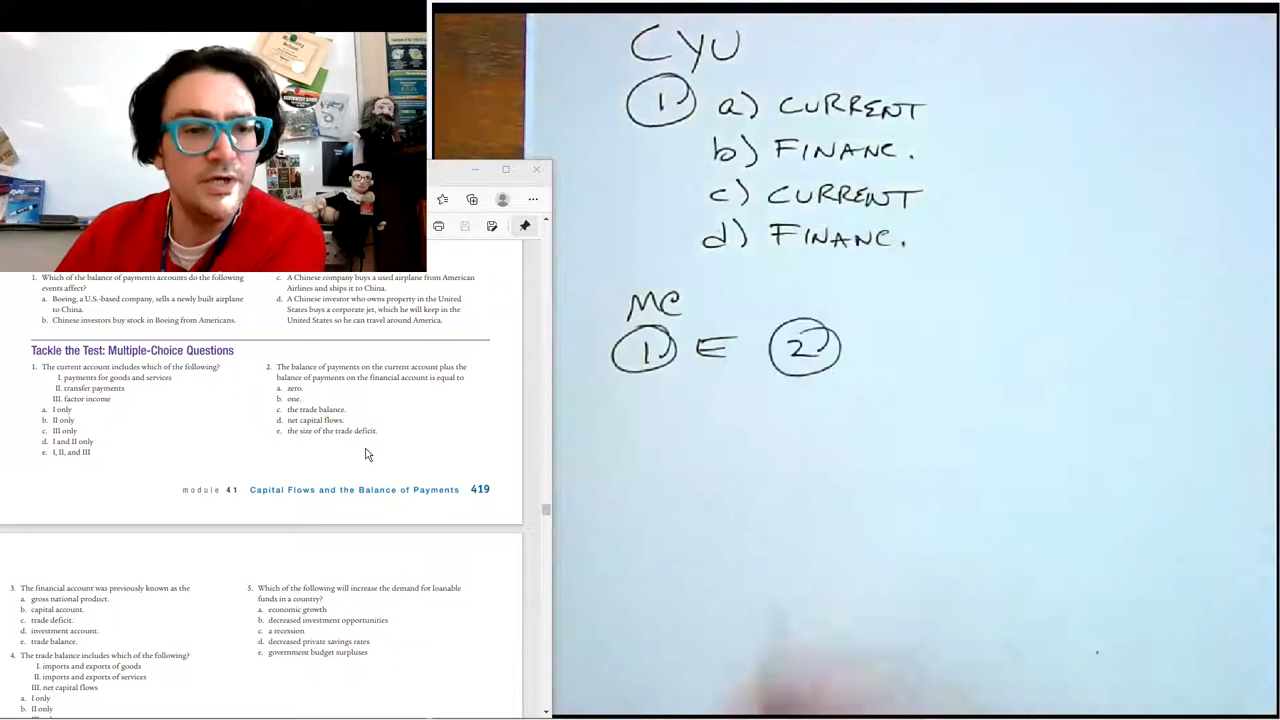 CYU
1 a) CURRENT
b) FINANC.
c) CURRENT
d) FINANC.
MC
1 E 2
1. Which of the balance of payments accounts do the following
events affect?
a. Boeing, a U.S.-based company, sells a newly built airplane
to China.
b. Chinese investors buy stock in Boeing from Americans.
c. A Chinese company buys a used airplane from American
Airlines and ships it to China.
d. A Chinese investor who owns property in the United
States buys a corporate jet, which he will keep in the
United States so he can travel around America.
Tackle the Test: Multiple-Choice Questions
1. The current account includes which of the following?
I. payments for goods and services
II. transfer payments
III. factor income
a. I only
b. II only
c. III only
d. I and II only
e. I, II, and III
2. The balance of payments on the current account plus the
balance of payments on the financial account is equal to
a. zero.
b. one.
c. the trade balance.
d. net capital flows.
e. the size of the trade deficit.
module 41 Capital Flows and the Balance of Payments 419
3. The financial account was previously known as the
a. gross national product.
b. capital account.
c. trade deficit.
d. investment account.
e. trade balance.
4. The trade balance includes which of the following?
I. imports and exports of goods
II. imports and exports of services
III. net capital flows
a. I only
b. II only
5. Which of the following will increase the demand for loanable
funds in a country?
a. economic growth
b. decreased investment opportunities
c. a recession
d. decreased private savings rates
e. government budget surpluses